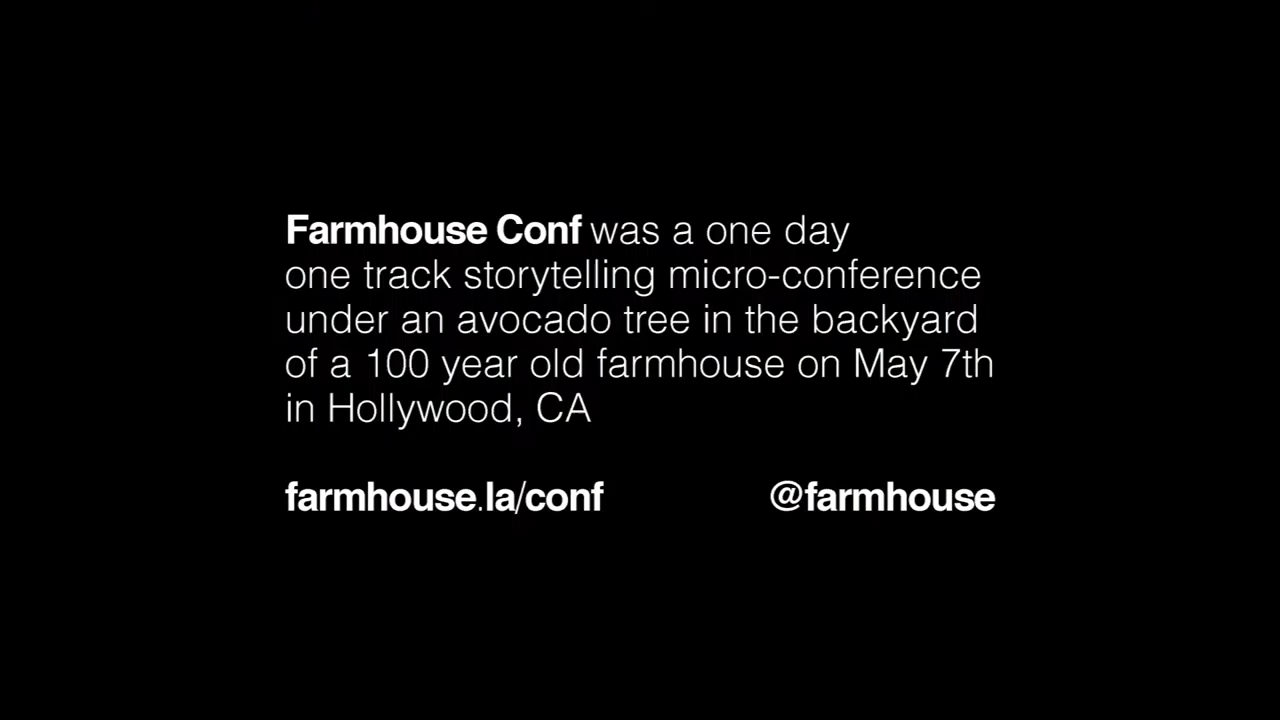 Farmhouse Conf was a one day
one track storytelling micro-conference
under an avocado tree in the backyard
of a 100 year old farmhouse on May 7th
in Hollywood, CA
farmhouse.la/conf @farmhouse